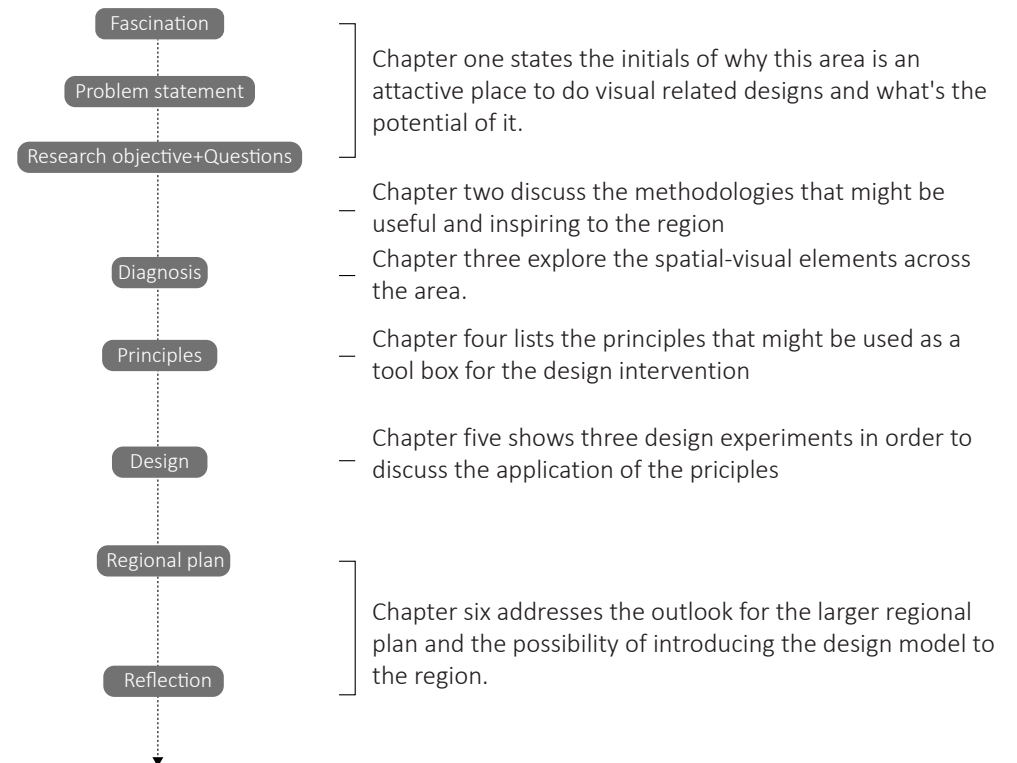 Fascination
Problem statement
Research objective+Questions
Chapter one states the initials of why this area is an
attactive place to do visual related designs and what's the
potential of it.
Chapter two discuss the methodologies that might be
useful and inspiring to the region
Diagnosis
Chapter three explore the spatial-visual elements across
the area.
Principles
Chapter four lists the principles that might be used as a
tool box for the design intervention
Design
Chapter five shows three design experiments in order to
discuss the application of the priciples
Regional plan
Reflection
Chapter six addresses the outlook for the larger regional
plan and the possibility of introducing the design model to
the region.